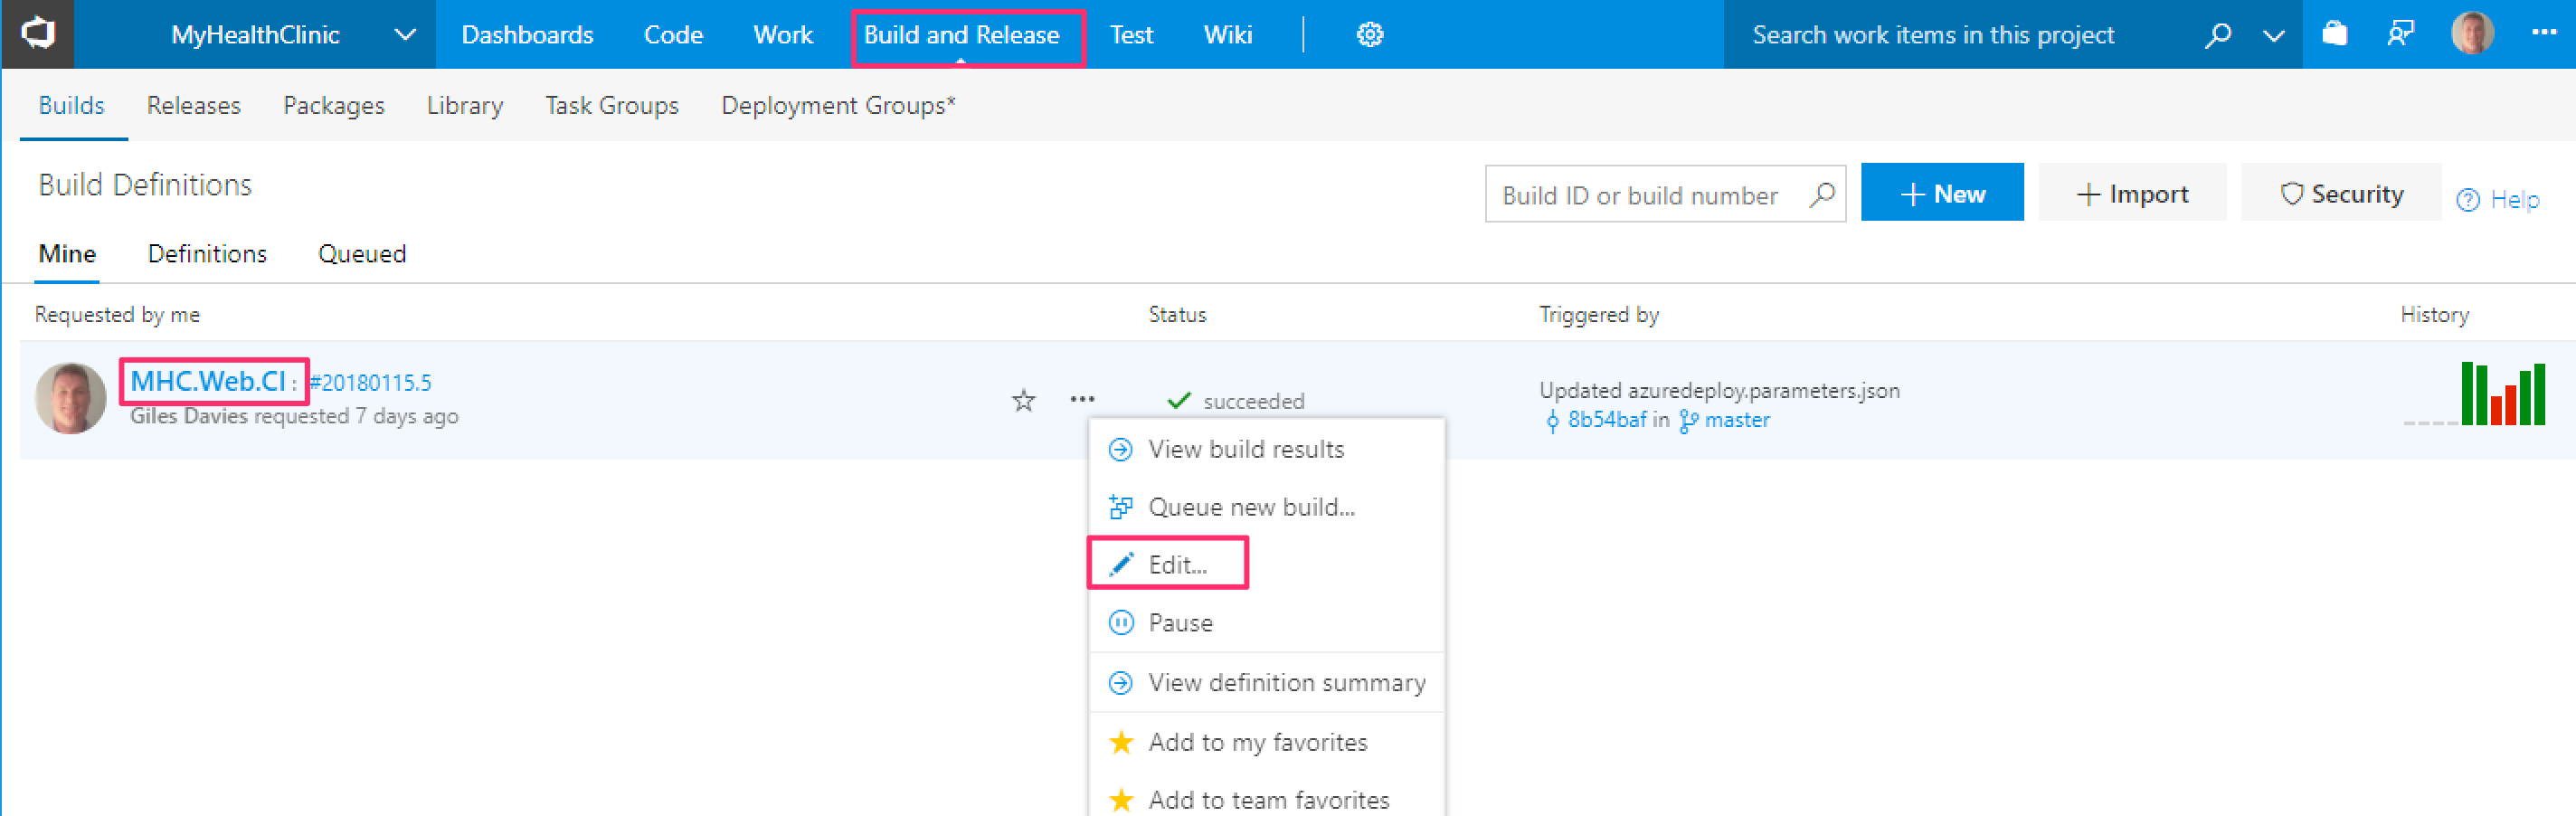 MyHealthClinic Dashboards Code Work Build and Release Test Wiki Search work items in this project
Builds Releases Packages Library Task Groups Deployment Groups*
Build Definitions
Build ID or build number + New + Import Security ? Help
Mine Definitions Queued
Requested by me Status Triggered by History
MHC.Web.CI : #20180115.5
Giles Davies requested 7 days ago
succeeded
Updated azuredeploy.parameters.json
8b54baf in master
View build results
Queue new build...
Edit...
Pause
View definition summary
Add to my favorites
Add to team favorites